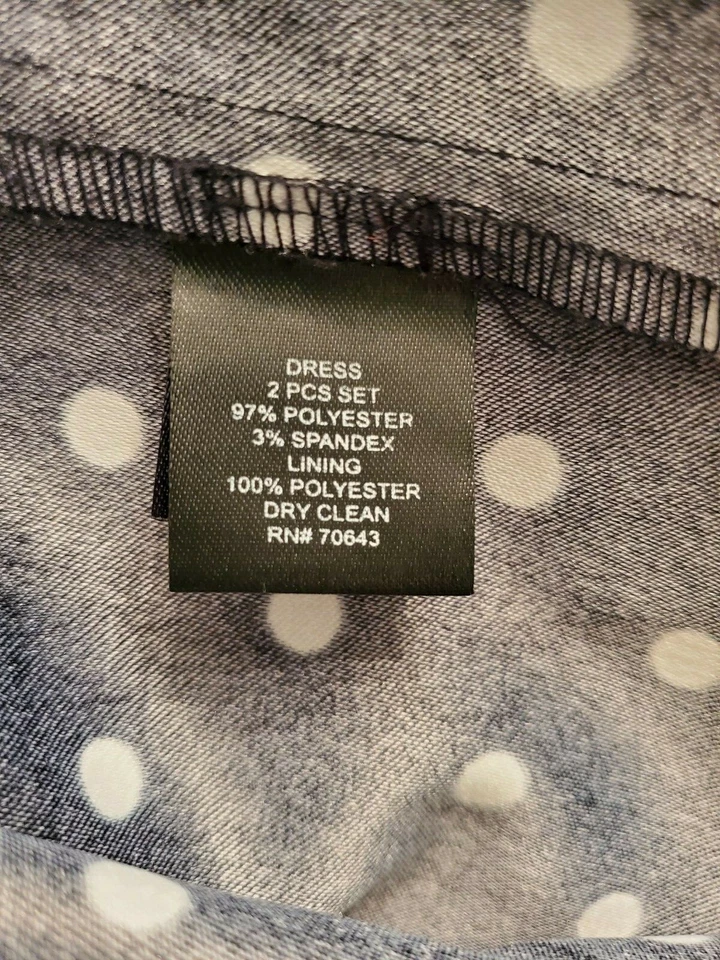 DRESS
2 PCS SET
97% POLYESTER
3% SPANDEX
LINING
100% POLYESTER
DRY CLEAN
RN# 70643